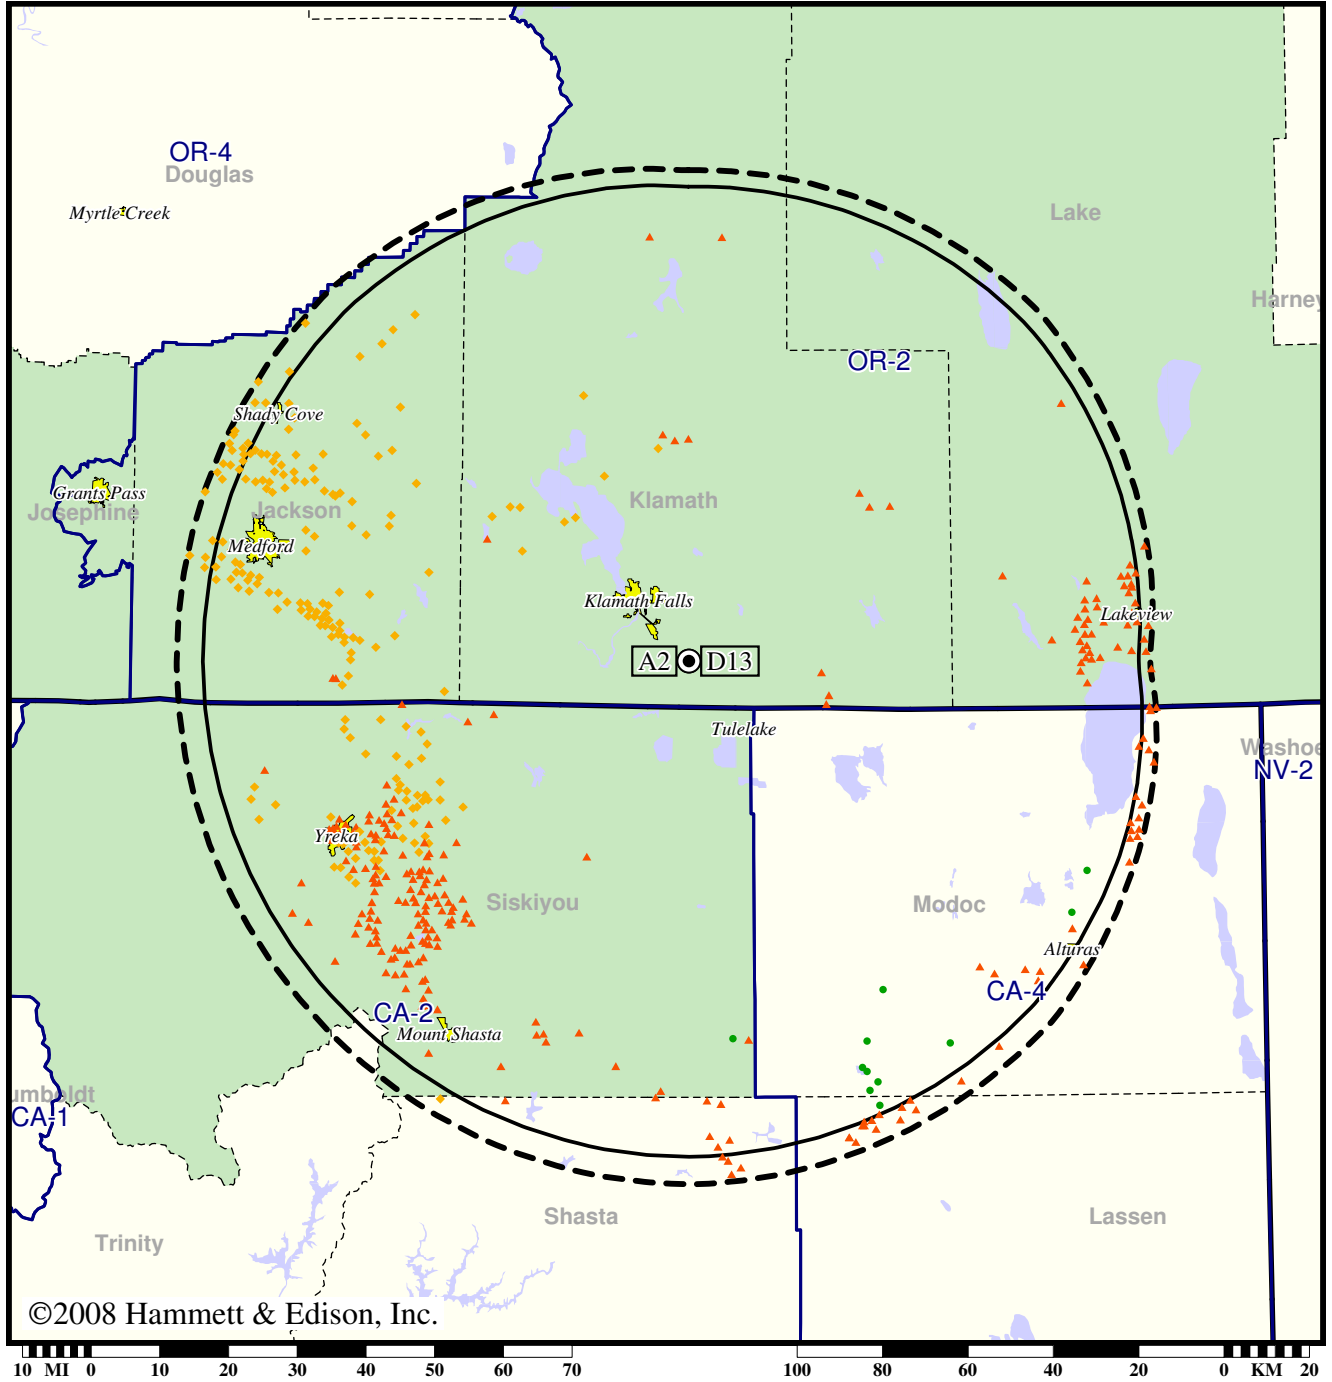 OR-4
Douglas
Myrtle Creek
Lake
Harney
OR-2
Shady Cove
Grants Pass
Josephine
Jackson
Klamath
Medford
Klamath Falls
Lakeview
A2 D13
Tulelake
Washoe
NV-2
Yreka
Siskiyou
Modoc
Alturas
CA-4
CA-2
Mount Shasta
umboldt
CA-1
Shasta
Lassen
Trinity
©2008 Hammett & Edison, Inc.
10 MI 0 10 20 30 40 50 60 70 100 80 60 40 20 0 KM 20